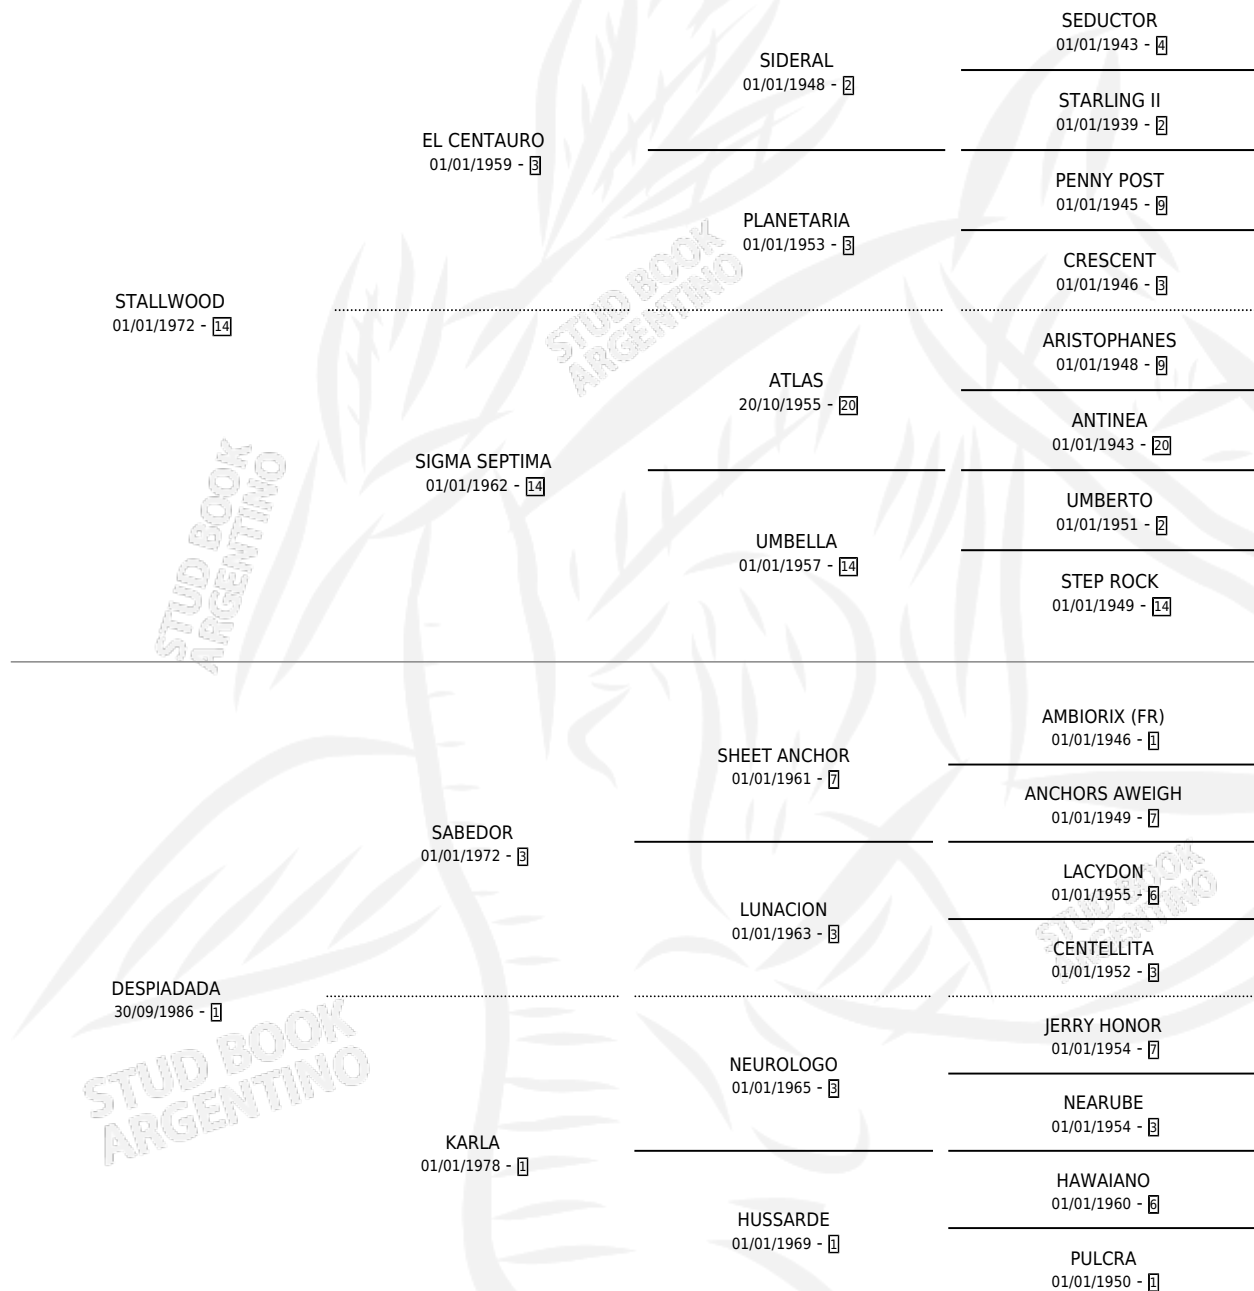 SEDUCTOR
01/01/1943 - 4
SIDERAL
01/01/1948 - 2
STARLING II
01/01/1939 - 2
EL CENTAURO
01/01/1959 - 3
PENNY POST
01/01/1945 - 9
PLANETARIA
01/01/1953 - 3
CRESCENT
01/01/1946 - 3
STALLWOOD
01/01/1972 - 14
STUD BOOK
ARGENTINO
ARISTOPHANES
01/01/1948 - 9
ATLAS
20/10/1955 - 20
ANTINEA
01/01/1943 - 20
SIGMA SEPTIMA
01/01/1962 - 14
UMBERTO
01/01/1951 - 2
UMBELLA
01/01/1957 - 14
STEP ROCK
01/01/1949 - 14
STUD BOOK
ARGENTINO
AMBIORIX (FR)
01/01/1946 - 1
SHEET ANCHOR
01/01/1961 - 7
ANCHORS AWEIGH
01/01/1949 - 7
SABEDOR
01/01/1972 - 3
LACYDON
01/01/1955 - 6
LUNACION
01/01/1963 - 3
CENTELLITA
01/01/1952 - 3
STUD BOOK
ARGENTINO
DESPIADADA
30/09/1986 - 1
JERRY HONOR
01/01/1954 - 7
NEUROLOGO
01/01/1965 - 3
NEARUBE
01/01/1954 - 3
STUD BOOK
ARGENTINO
KARLA
01/01/1978 - 1
HAWAIANO
01/01/1960 - 6
HUSSARDE
01/01/1969 - 1
PULCRA
01/01/1950 - 1